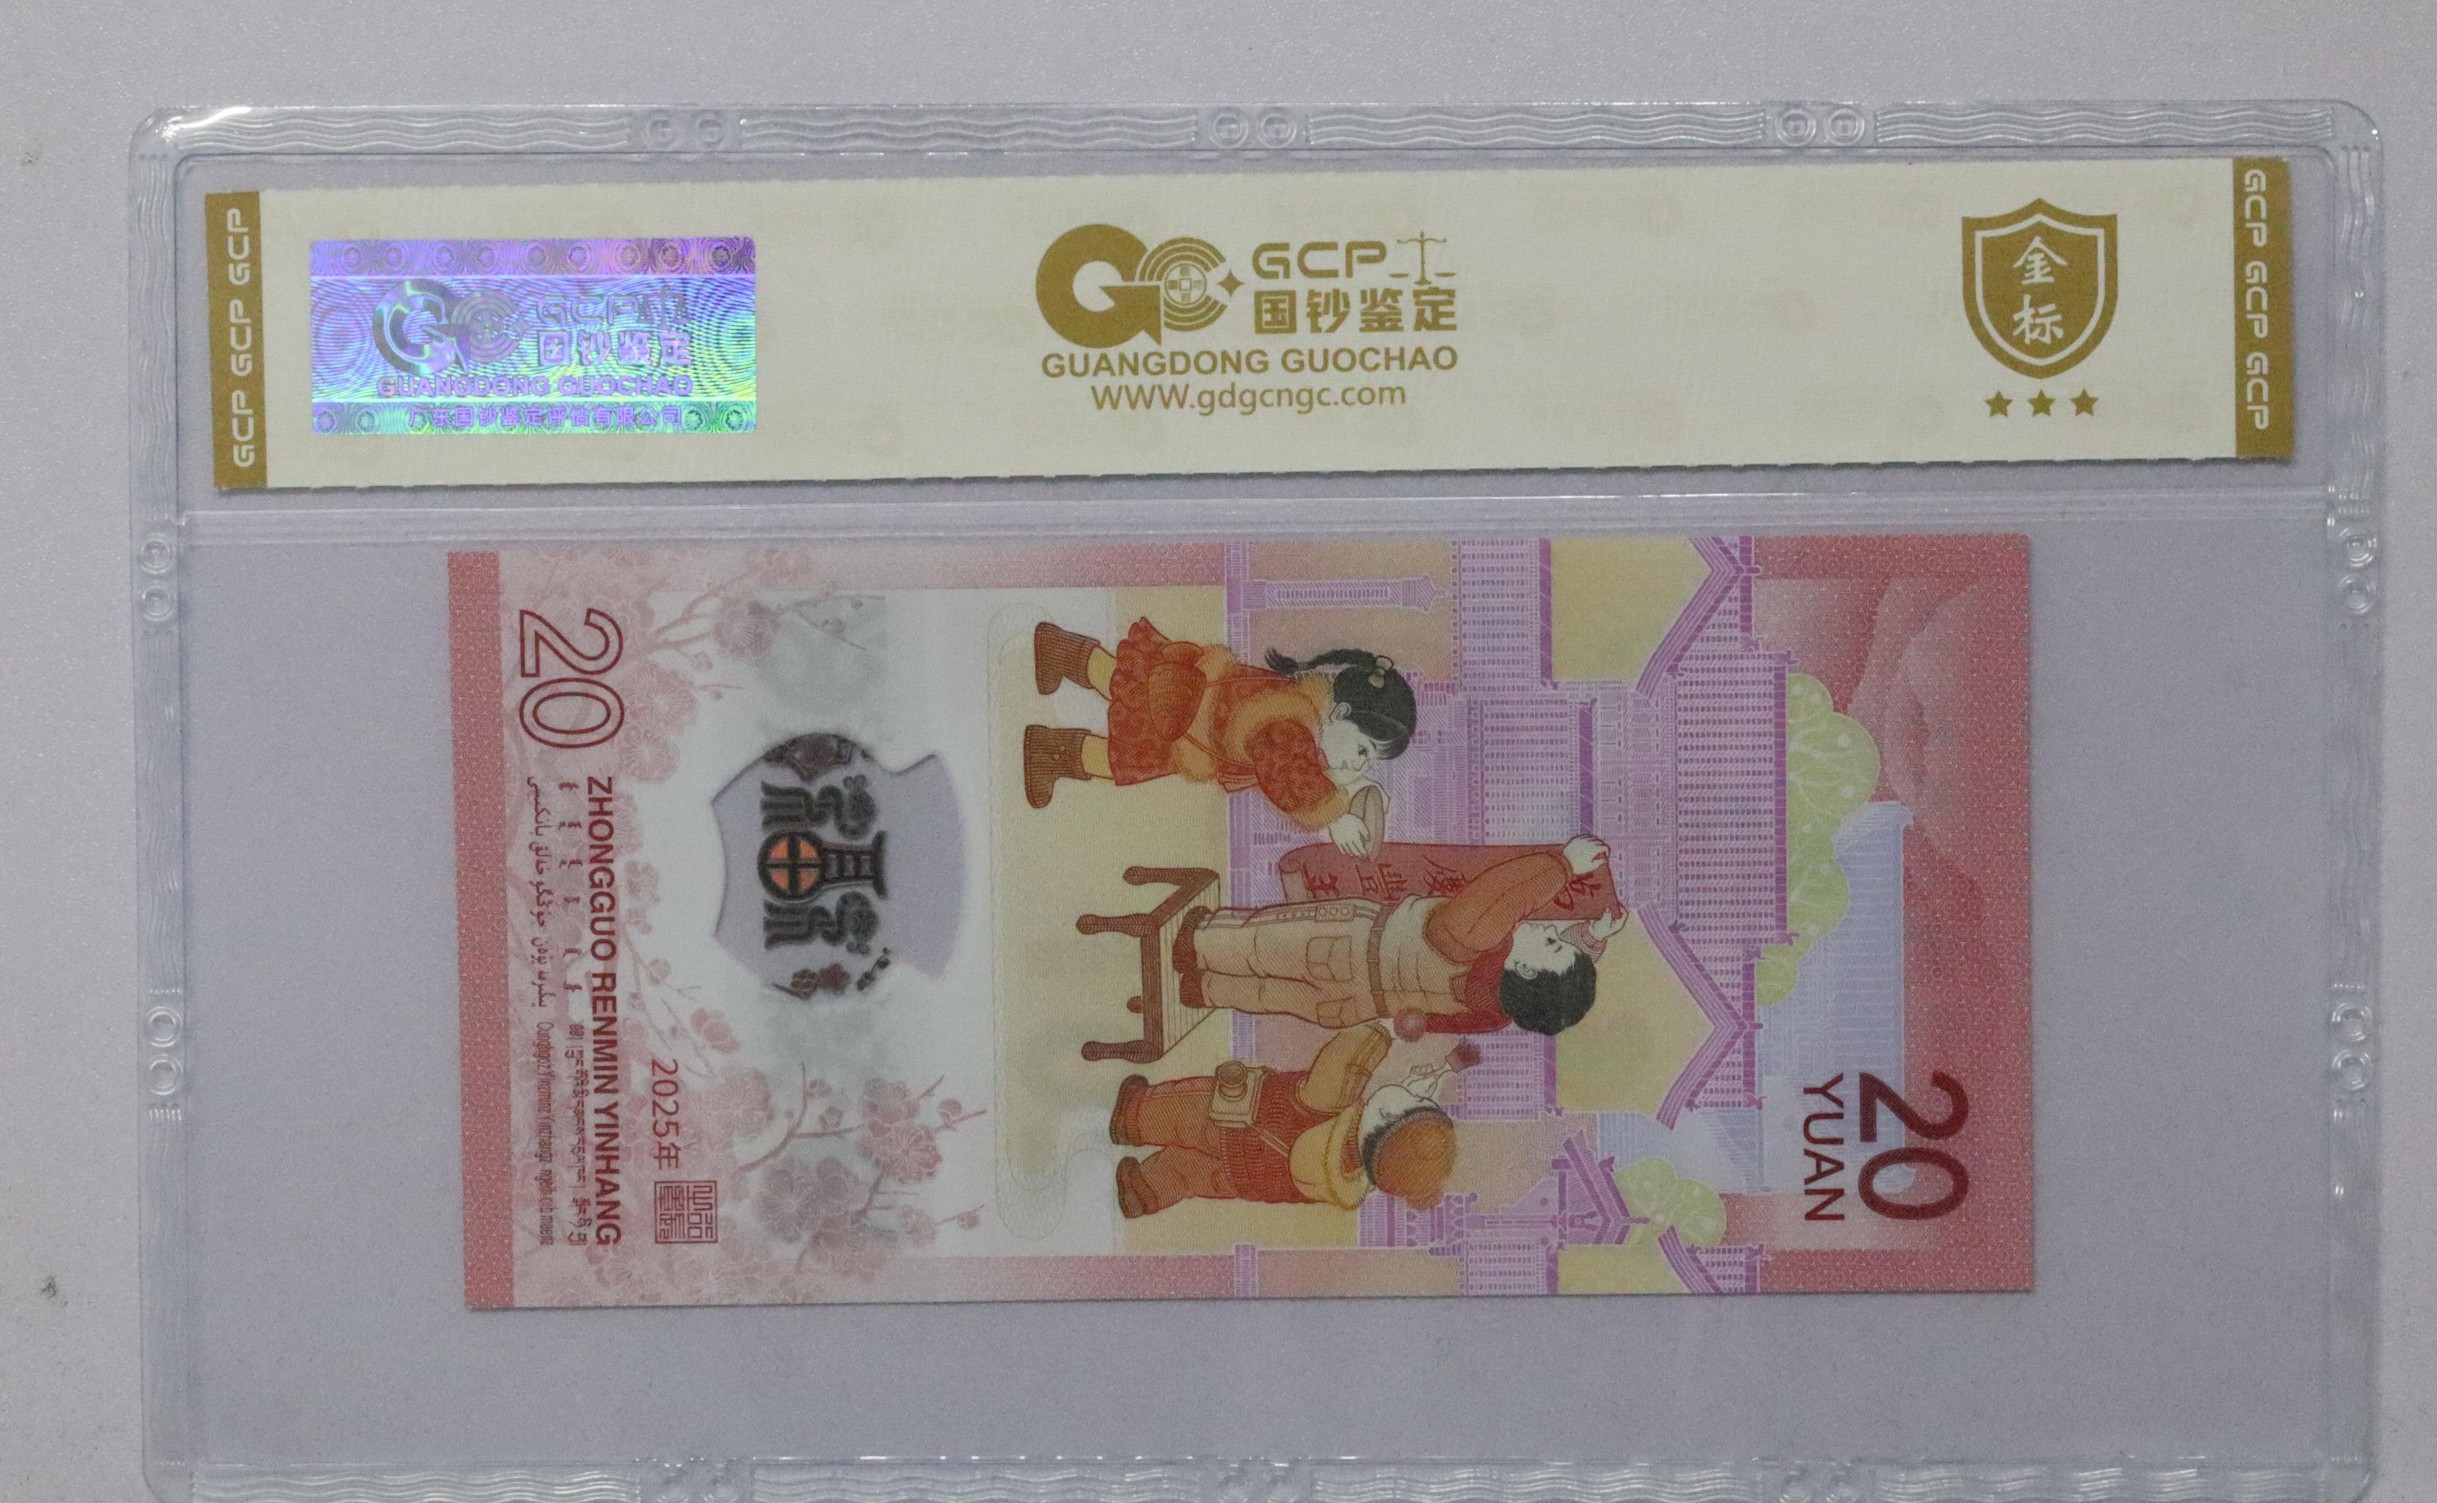 GCP GCP GCP
GCP
国钞鉴定
GUANGDONG GUOCHAO
广东国钞鉴定评估有限公司
GCP
国钞鉴定
GUANGDONG GUOCHAO
WWW.gdgcngc.com
金
标
GCP GCP GCP
20
YUAN
2025年
ZHONGGUO RENMIN YINHANG
20